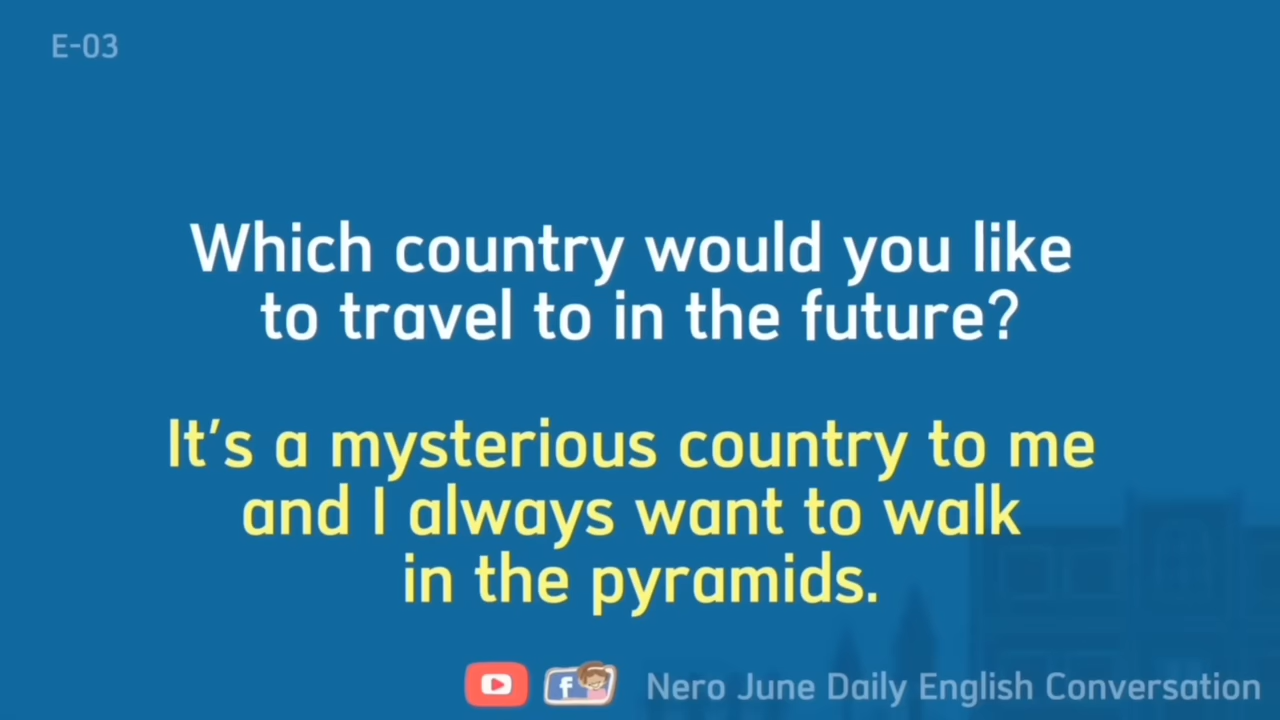 E-03
Which country would you like
to travel to in the future?
It's a mysterious country to me
and I always want to walk
in the pyramids.
f
Nero June Daily English Conversation